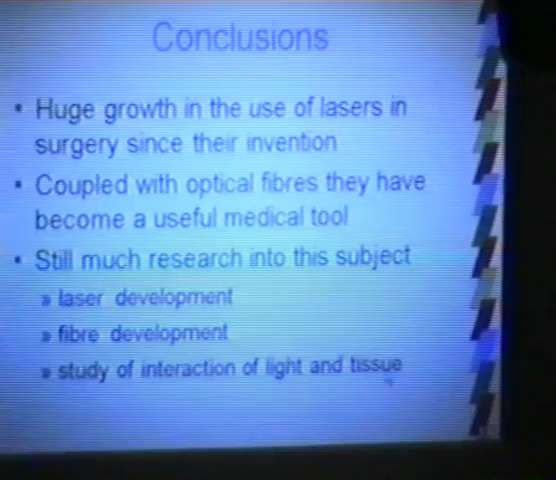 Conclusions
• Huge growth in the use of lasers in
surgery since their invention
• Coupled with optical fibres they have
become a useful medical tool
• Still much research into this subject
» laser development
» fibre development
» study of interaction of light and tissue